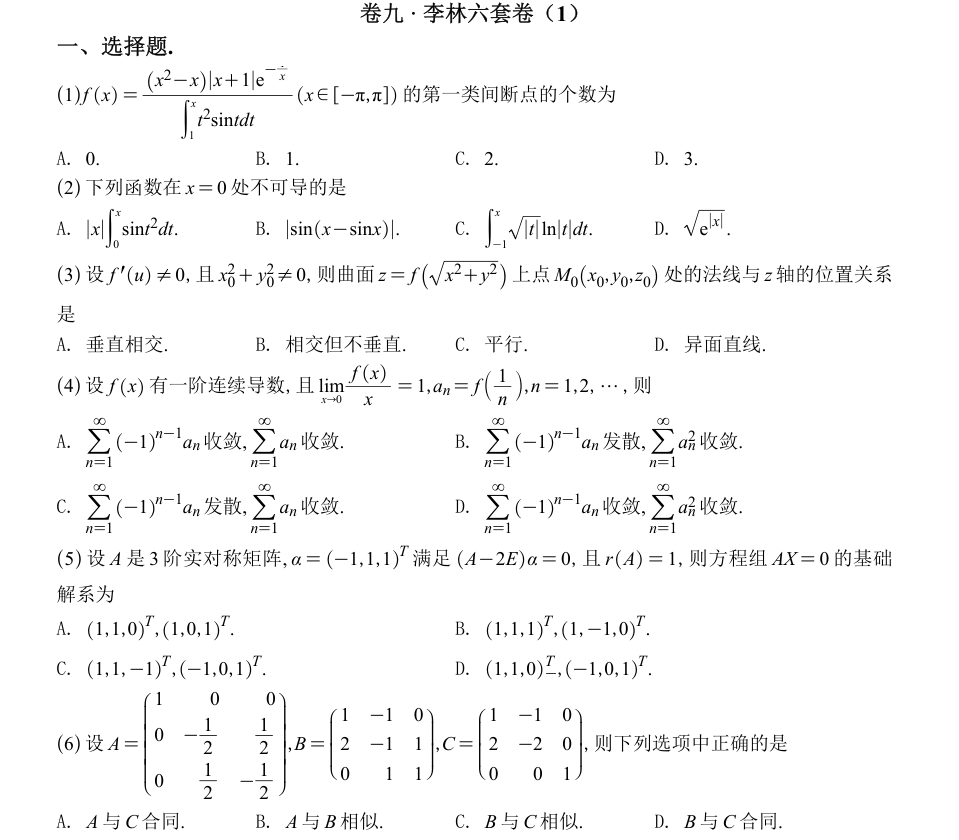 卷九 · 李林六套卷（1）
一、选择题.
(1) f(x) = \frac{(x^2-x)|x+1|e^{-\frac{}{x}}}{\int_1^x t^2 \sin t dt} (x∈[-π,π]) 的第一类间断点的个数为
A. 0. B. 1. C. 2. D. 3.
(2) 下列函数在 x=0 处不可导的是
A. |x|\int_0^x \sin t^2 dt. B. |\sin(x-\sin x)|. C. \int_{-1}^x \sqrt{|t|} \ln|t| dt. D. \sqrt{e^{|x|}}.
(3) 设 f'(u) ≠ 0, 且 x_0^2+y_0^2 ≠ 0, 则曲面 z=f(\sqrt{x^2+y^2}) 上点 M_0(x_0,y_0,z_0) 处的法线与 z 轴的位置关系
是
A. 垂直相交. B. 相交但不垂直. C. 平行. D. 异面直线.
(4) 设 f(x) 有一阶连续导数, 且 \lim_{x→0} \frac{f(x)}{x} = 1, a_n = f(\frac{1}{n}), n=1,2,⋯, 则
A. \sum_{n=1}^∞ (-1)^{n-1} a_n 收敛, \sum_{n=1}^∞ a_n 收敛. B. \sum_{n=1}^∞ (-1)^{n-1} a_n 发散, \sum_{n=1}^∞ a_n^2 收敛.
C. \sum_{n=1}^∞ (-1)^{n-1} a_n 发散, \sum_{n=1}^∞ a_n 收敛. D. \sum_{n=1}^∞ (-1)^{n-1} a_n 收敛, \sum_{n=1}^∞ a_n^2 收敛.
(5) 设 A 是 3 阶实对称矩阵, α=(-1,1,1)^T 满足 (A-2E)α=0, 且 r(A)=1, 则方程组 AX=0 的基础
解系为
A. (1,1,0)^T, (1,0,1)^T. B. (1,1,1)^T, (1,-1,0)^T.
C. (1,1,-1)^T, (-1,0,1)^T. D. (1,1,0)^T, (-1,0,1)^T.
(6) 设 A = \begin{pmatrix} 1 & 0 & 0 \\ 0 & -\frac{1}{2} & \frac{1}{2} \\ 0 & \frac{1}{2} & -\frac{1}{2} \end{pmatrix}, B = \begin{pmatrix} 1 & -1 & 0 \\ 2 & -1 & 1 \\ 0 & 1 & 1 \end{pmatrix}, C = \begin{pmatrix} 1 & -1 & 0 \\ 2 & -2 & 0 \\ 0 & 0 & 1 \end{pmatrix}, 则下列选项中正确的是
A. A 与 C 合同. B. A 与 B 相似. C. B 与 C 相似. D. B 与 C 合同.